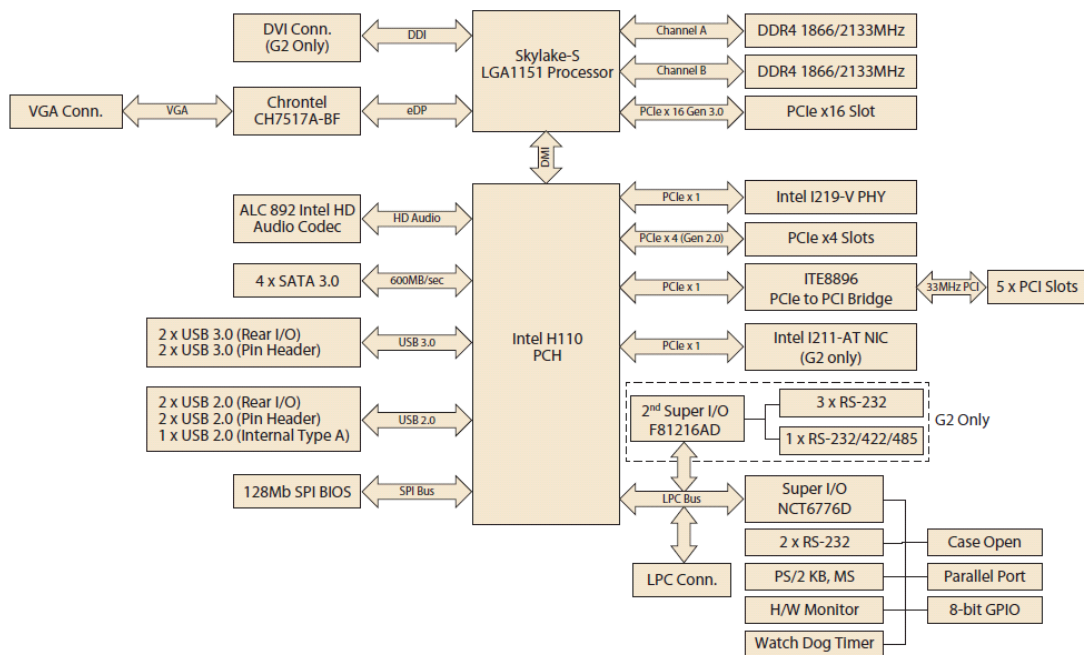 DVI Conn.
(G2 Only)
DDI
Skylake-S
LGA1151 Processor
Channel A
DDR4 1866/2133MHz
Channel B
DDR4 1866/2133MHz
VGA Conn.
VGA
Chrontel
CH7517A-BF
eDP
PCIe x 16 Gen 3.0
PCIe x16 Slot
DMI
ALC 892 Intel HD
Audio Codec
HD Audio
Intel H110
PCH
PCIe x 1
Intel I219-V PHY
PCIe x 4 (Gen 2.0)
PCIe x4 Slots
4 x SATA 3.0
600MB/sec
PCIe x 1
ITE8896
PCIe to PCI Bridge
33MHz PCI
5 x PCI Slots
2 x USB 3.0 (Rear I/O)
2 x USB 3.0 (Pin Header)
USB 3.0
PCIe x 1
Intel I211-AT NIC
(G2 only)
2 x USB 2.0 (Rear I/O)
2 x USB 2.0 (Pin Header)
1 x USB 2.0 (Internal Type A)
USB 2.0
2nd Super I/O
F81216AD
3 x RS-232
1 x RS-232/422/485
G2 Only
128Mb SPI BIOS
SPI Bus
LPC Bus
Super I/O
NCT6776D
LPC Conn.
2 x RS-232
Case Open
PS/2 KB, MS
Parallel Port
H/W Monitor
8-bit GPIO
Watch Dog Timer